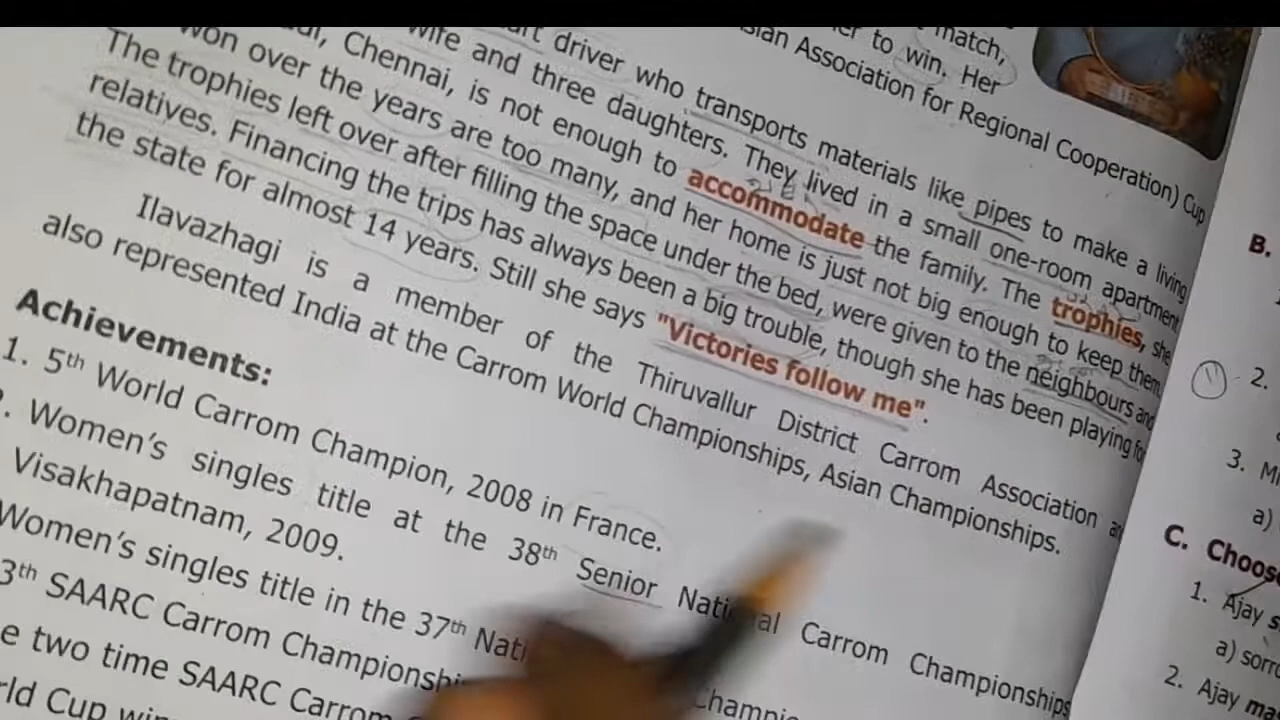 match,
to win. Her
Association for Regional Cooperation) Cup
driver who transports materials like pipes to make a living
wife and three daughters. They lived in a small one-room apartment
Chennai, is not enough to accommodate the family. The trophies, she
won over the years are too many, and her home is just not big enough to keep them.
The trophies left over after filling the space under the bed, were given to the neighbours and
relatives. Financing the trips has always been a big trouble, though she has been playing for
the state for almost 14 years. Still she says "Victories follow me".
Ilavazhagi is a member of the Thiruvallur District Carrom Association
also represented India at the Carrom World Championships, Asian Championships.
Achievements:
1. 5th World Carrom Champion, 2008 in France.
Women's singles title at the 38th Senior National Carrom Championships
Visakhapatnam, 2009.
Women's singles title in the 37th
SAARC Carrom
two time SAARC
Cup
B.
2.
3.
a)
C. Choose
1. Ajay
a)
2. Ajay